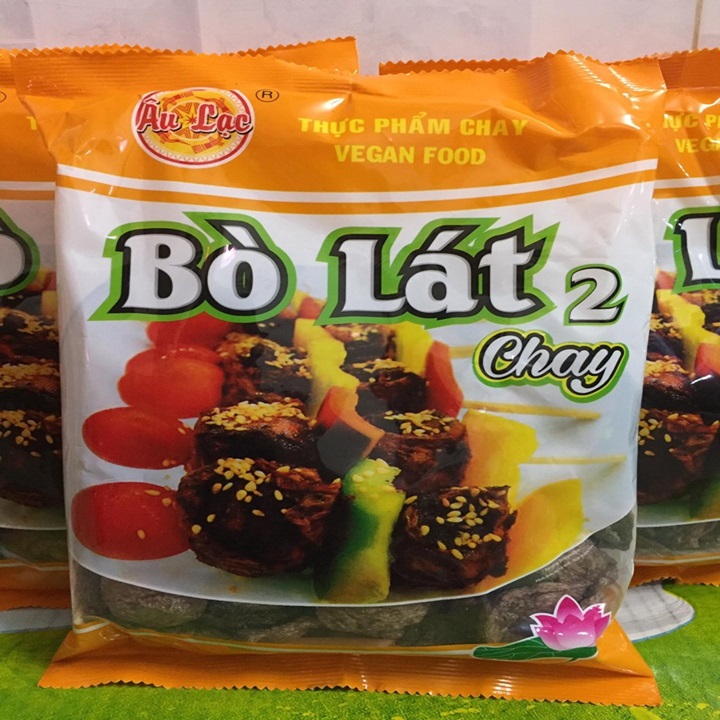 Âu Lạc ®
THỰC PHẨM CHAY
VEGAN FOOD
Bò Lát 2
Chay